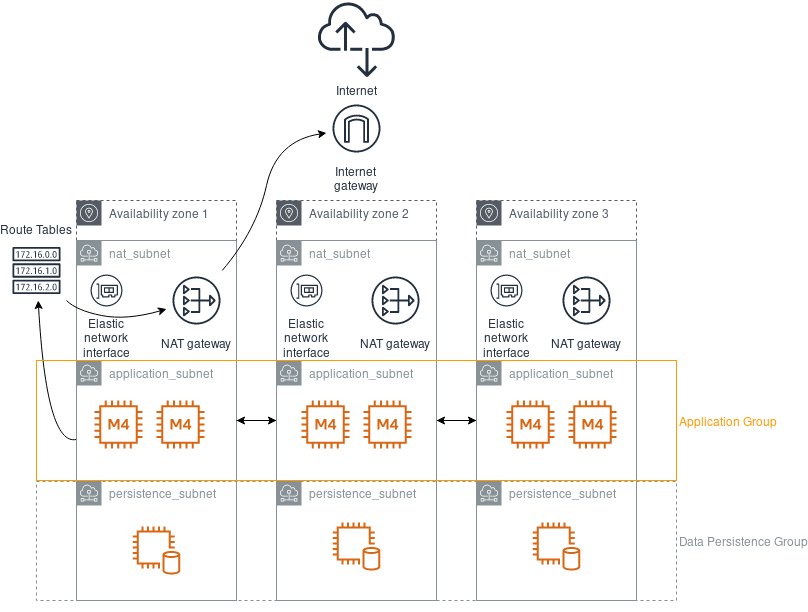 Internet
Internet
gateway
Availability zone 1
Availability zone 2
Availability zone 3
Route Tables
172.16.0.0
172.16.1.0
172.16.2.0
nat_subnet
nat_subnet
nat_subnet
Elastic
network
interface
NAT gateway
Elastic
network
interface
NAT gateway
Elastic
network
interface
NAT gateway
application_subnet
application_subnet
application_subnet
M4
M4
M4
M4
M4
M4
Application Group
persistence_subnet
persistence_subnet
persistence_subnet
Data Persistence Group